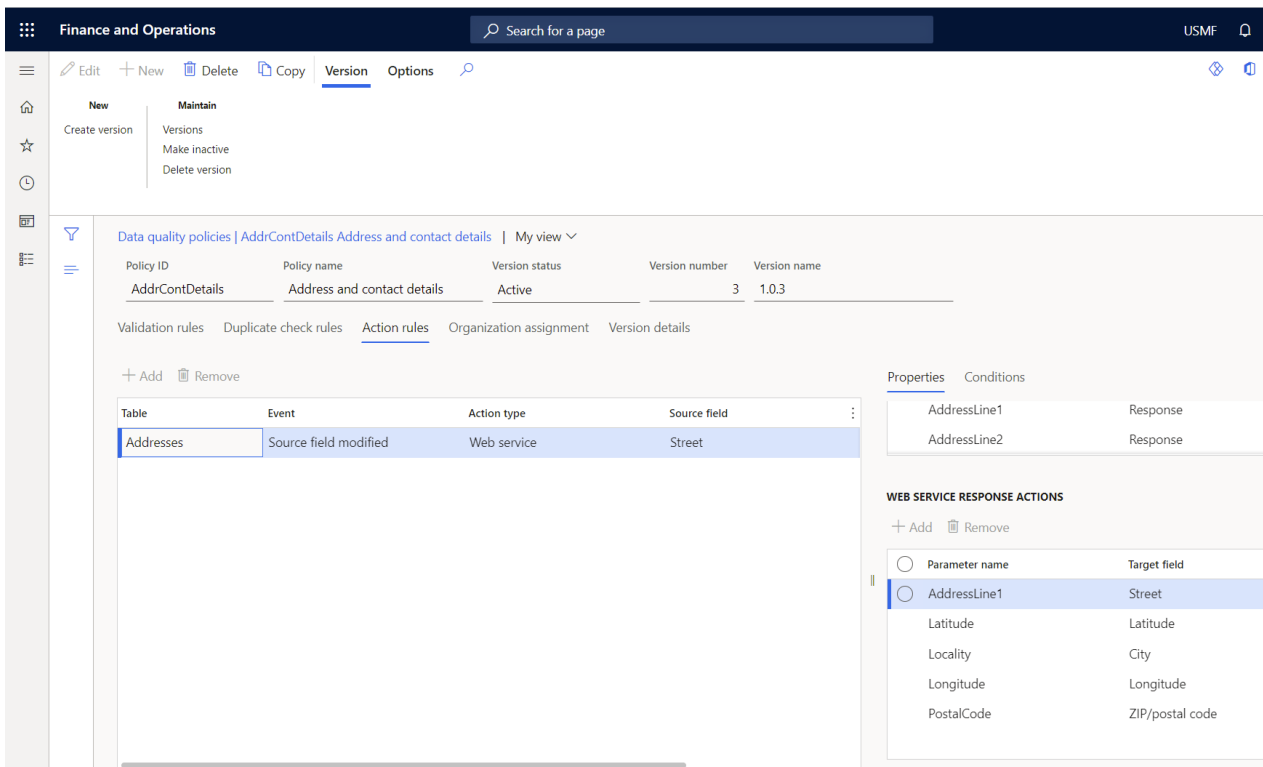 Finance and Operations
Search for a page
USMF
Edit
New
Delete
Copy
Version
Options
New
Maintain
Create version
Versions
Make inactive
Delete version
Data quality policies | AddrContDetails Address and contact details | My view
Policy ID
Policy name
Version status
Version number
Version name
AddrContDetails
Address and contact details
Active
3
1.0.3
Validation rules
Duplicate check rules
Action rules
Organization assignment
Version details
Add
Remove
Table
Event
Action type
Source field
Addresses
Source field modified
Web service
Street
Properties
Conditions
AddressLine1
Response
AddressLine2
Response
WEB SERVICE RESPONSE ACTIONS
Add
Remove
Parameter name
Target field
AddressLine1
Street
Latitude
Latitude
Locality
City
Longitude
Longitude
PostalCode
ZIP/postal code